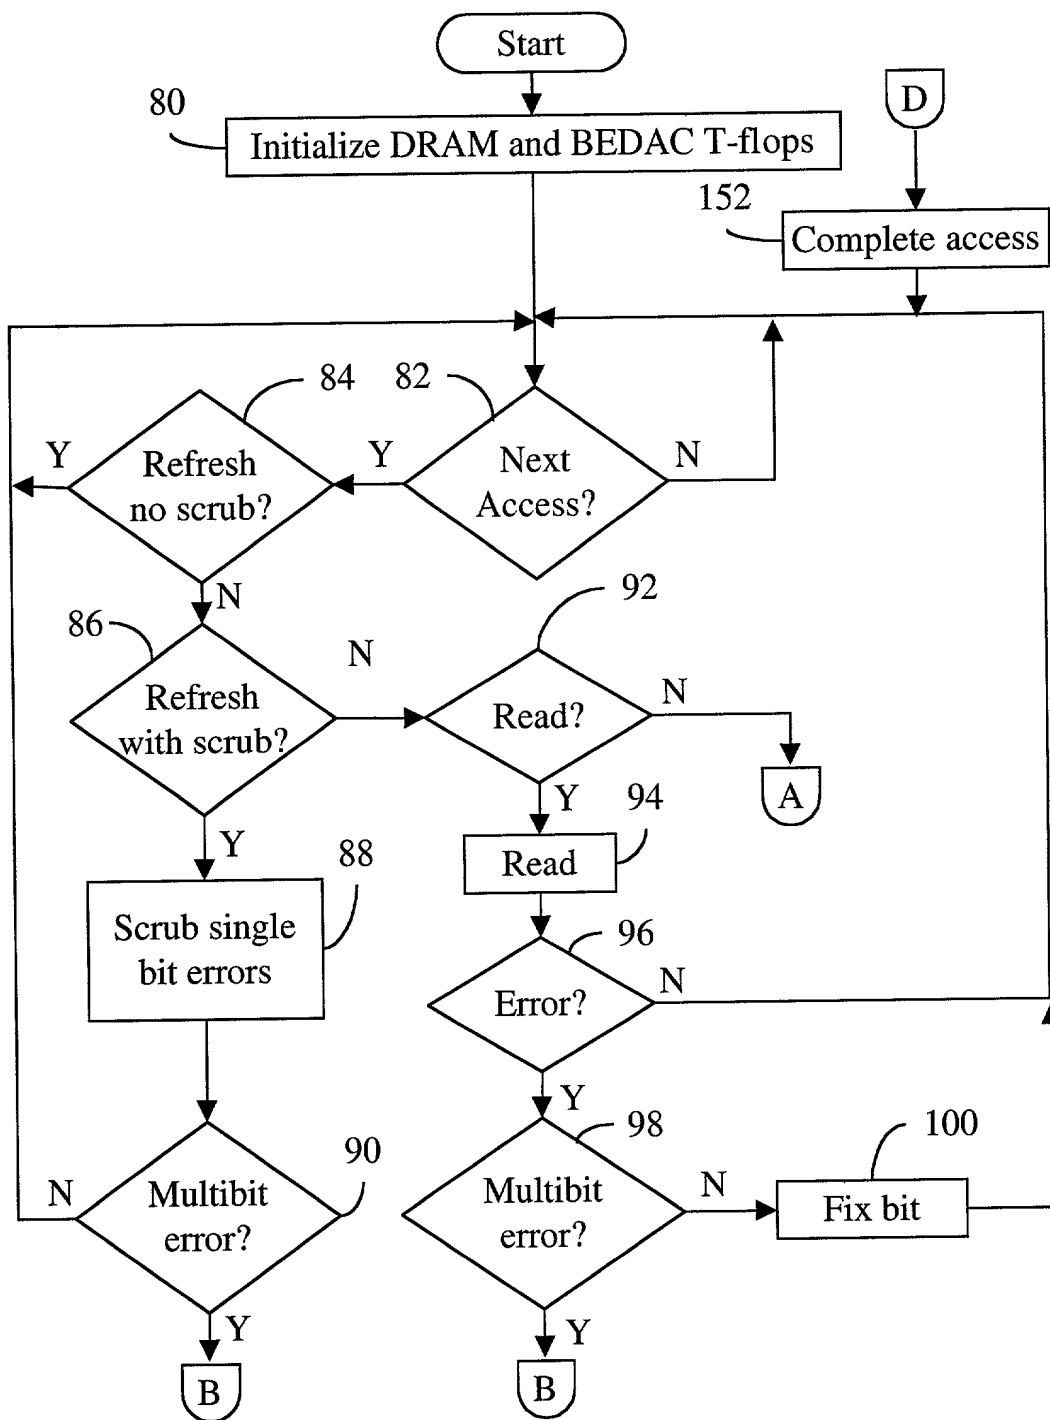 Start
80
D
Initialize DRAM and BEDAC T-flops
152
Complete access
84
82
Y
Refresh
no scrub?
Y
Next
Access?
N
N
92
86
N
Refresh
with scrub?
Read?
N
A
Y
94
Y
Read
88
Scrub single
bit errors
96
Error?
N
Y
98
100
90
N
Multibit
error?
Multibit
error?
N
Fix bit
Y
Y
B
B